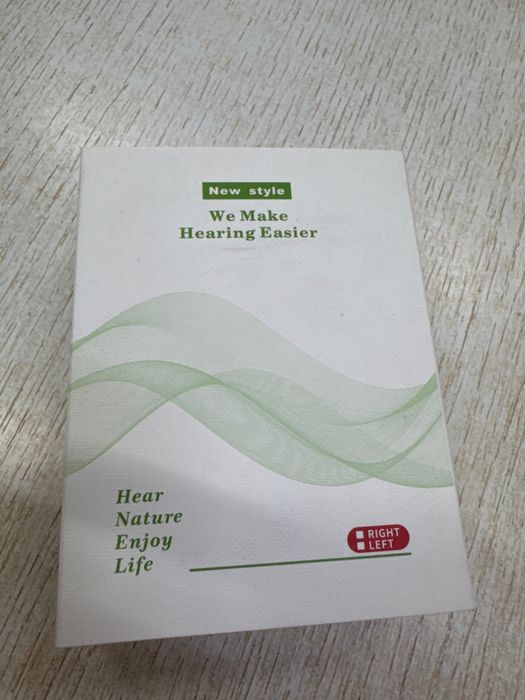 New style
We Make
Hearing Easier
Hear
Nature
Enjoy
Life
RIGHT
LEFT